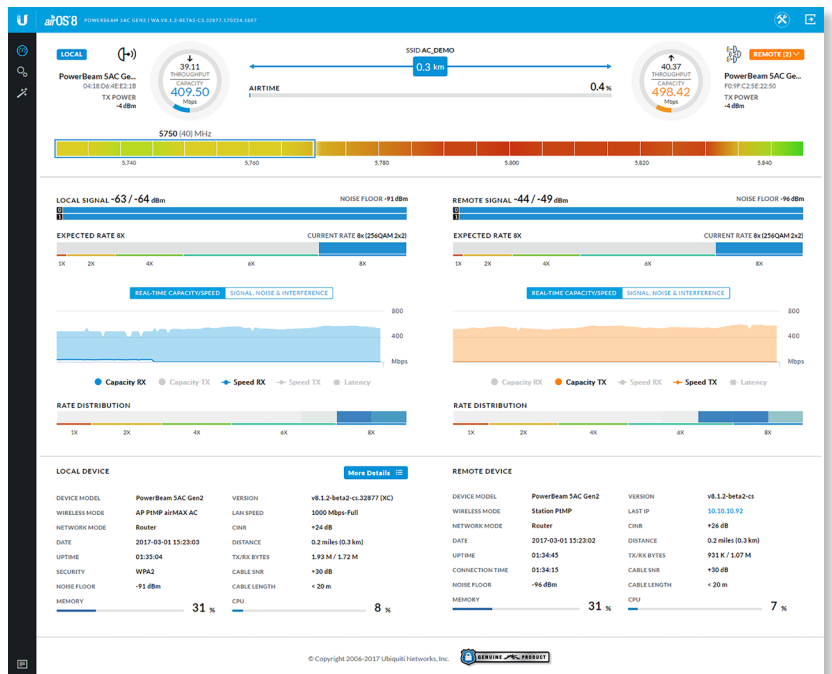 U airOS 8 POWERBEAM 5AC GEN2 | WA.V8.1.2-BETA2-CS.32877.170224.1807
LOCAL
PowerBeam 5AC Ge...
04:18:D6:4E:E2:18
TX POWER
-4 dBm
39.11
THROUGHPUT
CAPACITY
409.50
Mbps
SSID AC_DEMO
0.3 km
AIRTIME 0.4 %
40.37
THROUGHPUT
CAPACITY
498.42
Mbps
REMOTE (2)
PowerBeam 5AC Ge...
F0:9F:C2:5E:22:50
TX POWER
-4 dBm
5750 (40) MHz
5,740 5,760 5,780 5,800 5,820 5,840
LOCAL SIGNAL -63 / -64 dBm NOISE FLOOR -91 dBm
0
1
EXPECTED RATE 8X CURRENT RATE 8x (256QAM 2x2)
1X 2X 4X 6X 8X
REAL-TIME CAPACITY/SPEED SIGNAL, NOISE & INTERFERENCE
800
400
Mbps
Capacity RX Capacity TX Speed RX Speed TX Latency
RATE DISTRIBUTION
1X 2X 4X 6X 8X
REMOTE SIGNAL -44 / -49 dBm NOISE FLOOR -96 dBm
0
1
EXPECTED RATE 8X CURRENT RATE 8x (256QAM 2x2)
1X 2X 4X 6X 8X
REAL-TIME CAPACITY/SPEED SIGNAL, NOISE & INTERFERENCE
800
400
Mbps
Capacity RX Capacity TX Speed RX Speed TX Latency
RATE DISTRIBUTION
1X 2X 4X 6X 8X
LOCAL DEVICE More Details
DEVICE MODEL PowerBeam 5AC Gen2 VERSION v8.1.2-beta2-cs.32877 (XC)
WIRELESS MODE AP PtMP airMAX AC LAN SPEED 1000 Mbps-Full
NETWORK MODE Router CINR +24 dB
DATE 2017-03-01 15:23:03 DISTANCE 0.2 miles (0.3 km)
UPTIME 01:35:04 TX/RX BYTES 1.93 M / 1.72 M
SECURITY WPA2 CABLE SNR +30 dB
NOISE FLOOR -91 dBm CABLE LENGTH < 20 m
MEMORY 31 % CPU 8 %
REMOTE DEVICE
DEVICE MODEL PowerBeam 5AC Gen2 VERSION v8.1.2-beta2-cs
WIRELESS MODE Station PtMP LAST IP 10.10.10.92
NETWORK MODE Router CINR +26 dB
DATE 2017-03-01 15:23:02 DISTANCE 0.2 miles (0.3 km)
UPTIME 01:34:45 TX/RX BYTES 931 K / 1.07 M
CONNECTION TIME 01:34:15 CABLE SNR +30 dB
NOISE FLOOR -96 dBm CABLE LENGTH < 20 m
MEMORY 31 % CPU 7 %
© Copyright 2006-2017 Ubiquiti Networks, Inc. GENUINE PRODUCT